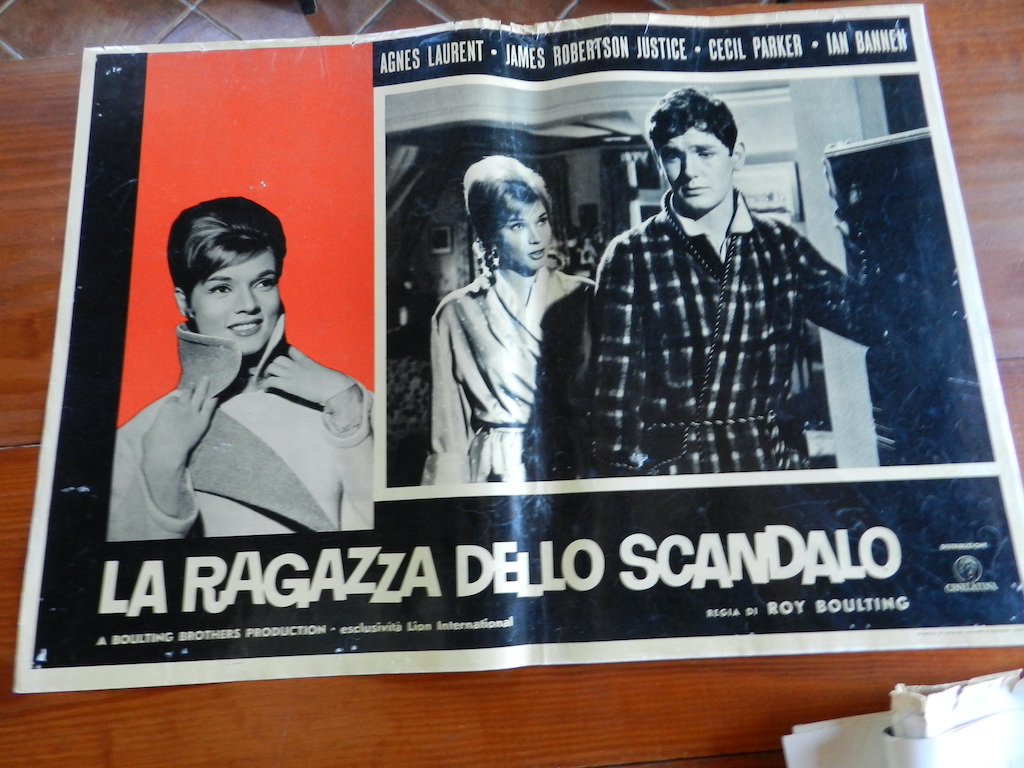 AGNES LAURENT · JAMES ROBERTSON JUSTICE · CECIL PARKER · IAN BANNEN
LA RAGAZZA DELLO SCANDALO
REGIA DI ROY BOULTING
A BOULTING BROTHERS PRODUCTION · esclusività Lion International